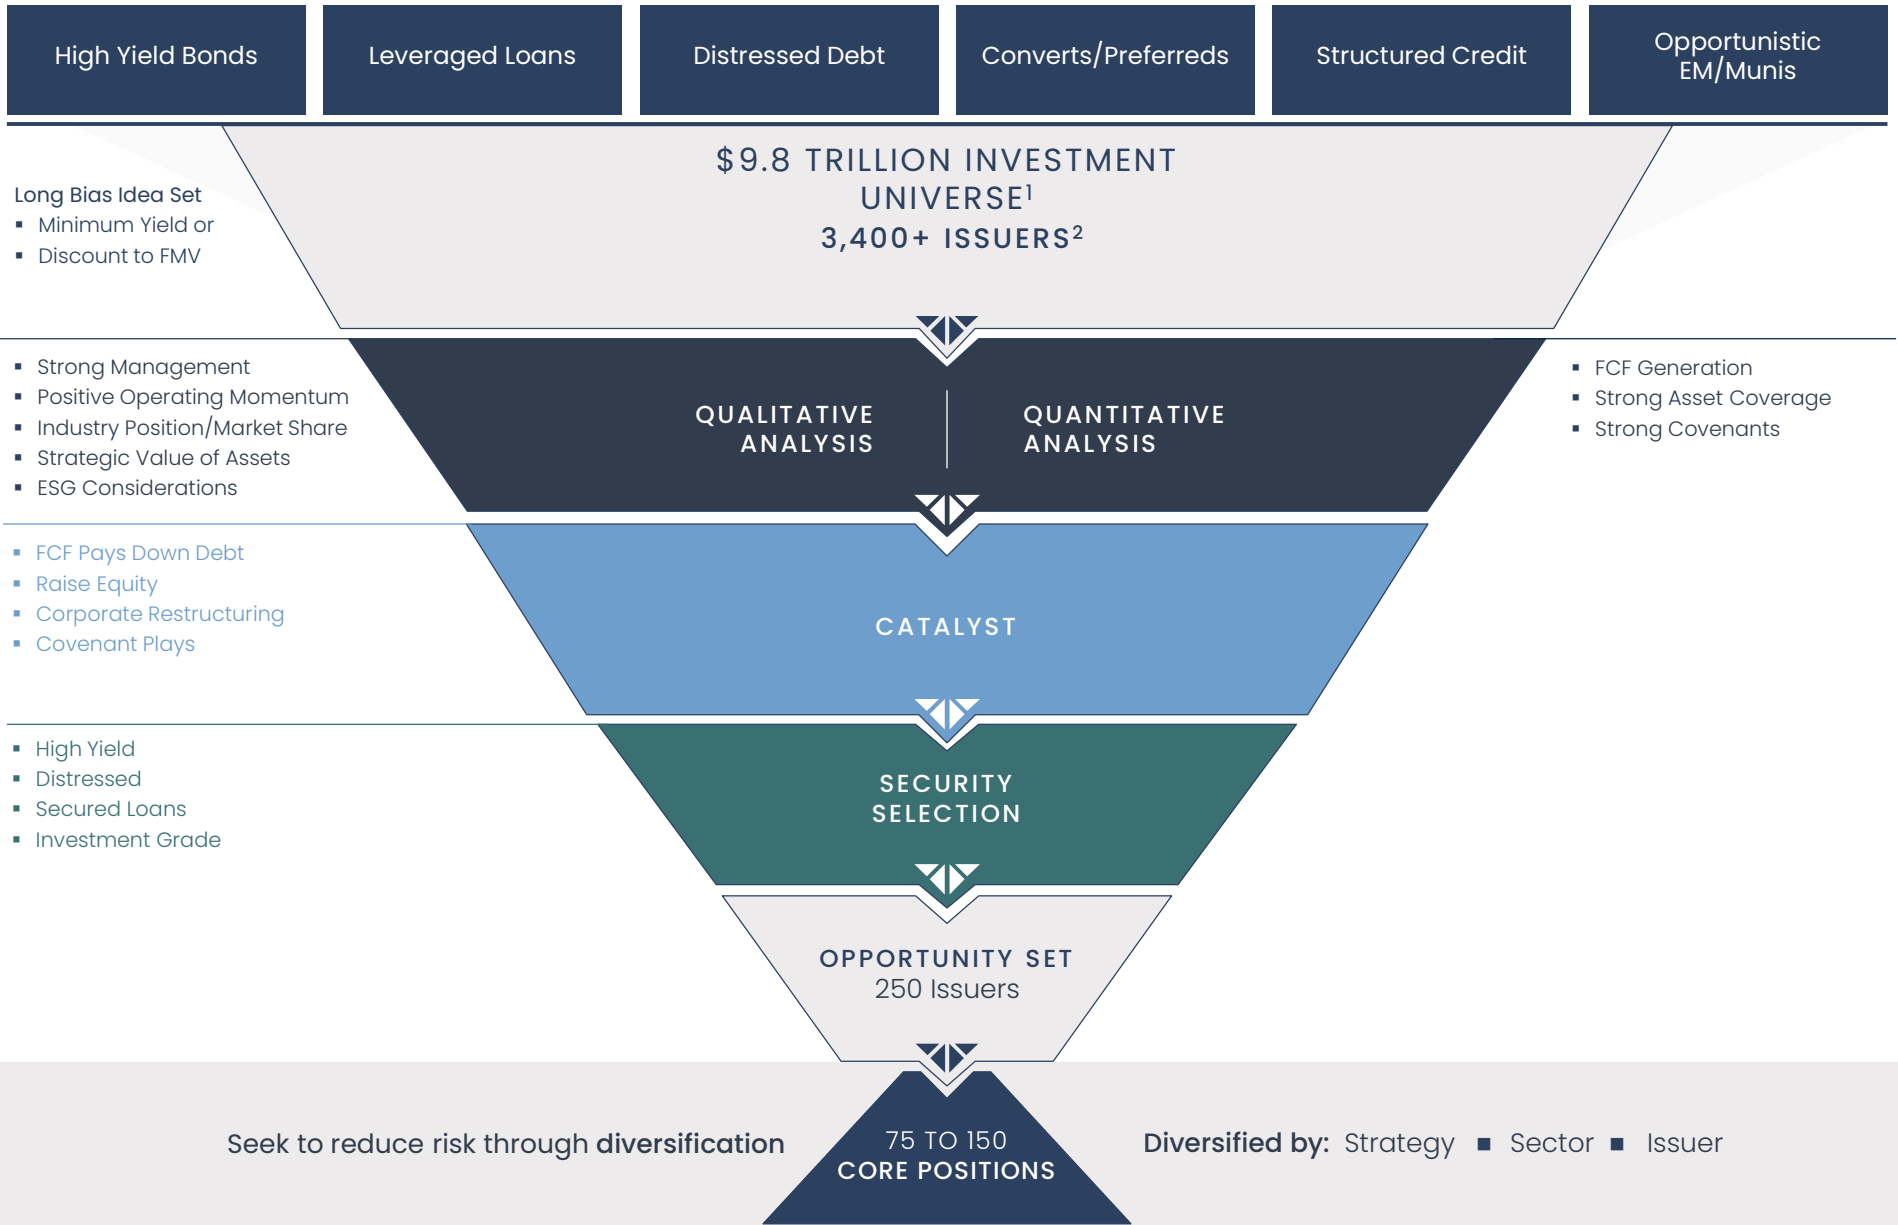 High Yield Bonds
Leveraged Loans
Distressed Debt
Converts/Preferreds
Structured Credit
Opportunistic
EM/Munis
$9.8 TRILLION INVESTMENT
UNIVERSE¹
3,400+ ISSUERS²
Long Bias Idea Set
▪ Minimum Yield or
▪ Discount to FMV
▪ Strong Management
▪ Positive Operating Momentum
▪ Industry Position/Market Share
▪ Strategic Value of Assets
▪ ESG Considerations
QUALITATIVE
ANALYSIS
QUANTITATIVE
ANALYSIS
▪ FCF Generation
▪ Strong Asset Coverage
▪ Strong Covenants
▪ FCF Pays Down Debt
▪ Raise Equity
▪ Corporate Restructuring
▪ Covenant Plays
CATALYST
▪ High Yield
▪ Distressed
▪ Secured Loans
▪ Investment Grade
SECURITY
SELECTION
OPPORTUNITY SET
250 Issuers
Seek to reduce risk through diversification
75 TO 150
CORE POSITIONS
Diversified by: Strategy ■ Sector ■ Issuer